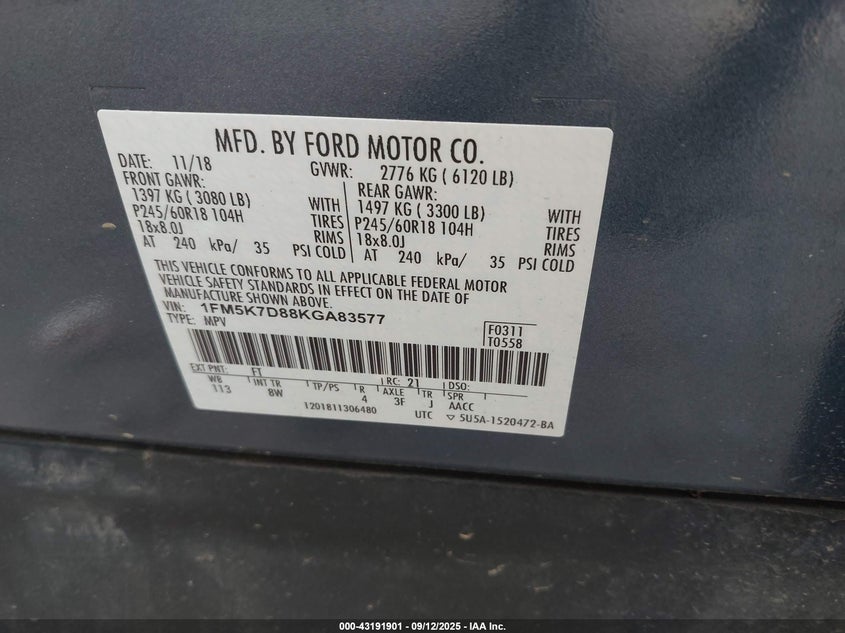 MFD. BY FORD MOTOR CO.
DATE: 11/18 GVWR: 2776 KG ( 6120 LB)
FRONT GAWR: REAR GAWR:
1397 KG ( 3080 LB) WITH 1497 KG ( 3300 LB) WITH
P245/60R18 104H TIRES P245/60R18 104H TIRES
18x8.0J RIMS 18x8.0J RIMS
AT 240 kPa/ 35 PSI COLD AT 240 kPa/ 35 PSI COLD
THIS VEHICLE CONFORMS TO ALL APPLICABLE FEDERAL MOTOR
VEHICLE SAFETY STANDARDS IN EFFECT ON THE DATE OF
MANUFACTURE SHOWN ABOVE.
VIN: 1FM5K7D88KGA83577
TYPE: MPV F0311
T0558
EXT PNT: FT RC: 21 DSO:
WB INT TR TP/PS R AXLE TR SPR
113 8W 4 3F J AACC
1201811306480 UTC ▽ 5U5A-1520472-BA
000-43191901 - 09/12/2025 - IAA Inc.